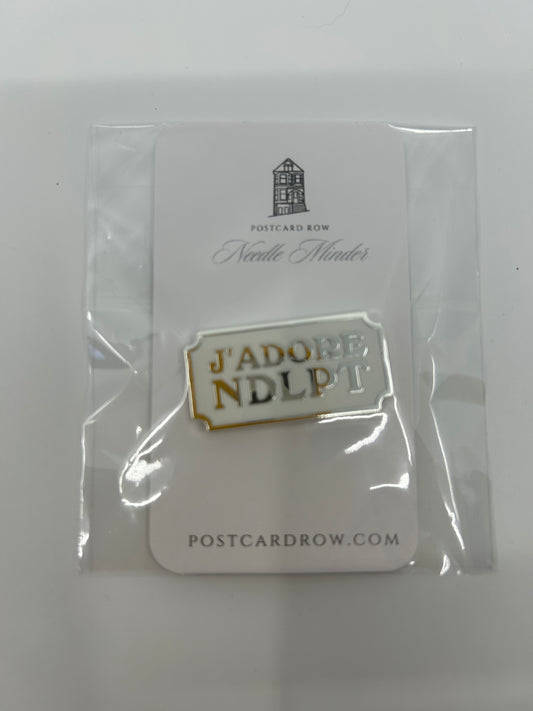 POSTCARD ROW
Needle Minder
J'ADORE
NDLPT
POSTCARDROW.COM